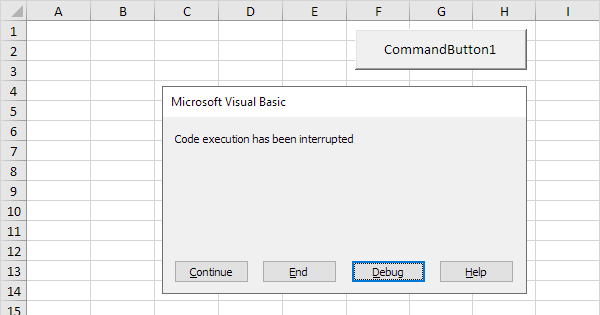 A B C D E F G H I
1
2 CommandButton1
3
4
5 Microsoft Visual Basic
6 Code execution has been interrupted
7
8
9
10
11
12
13 Continue End Debug Help
14
15